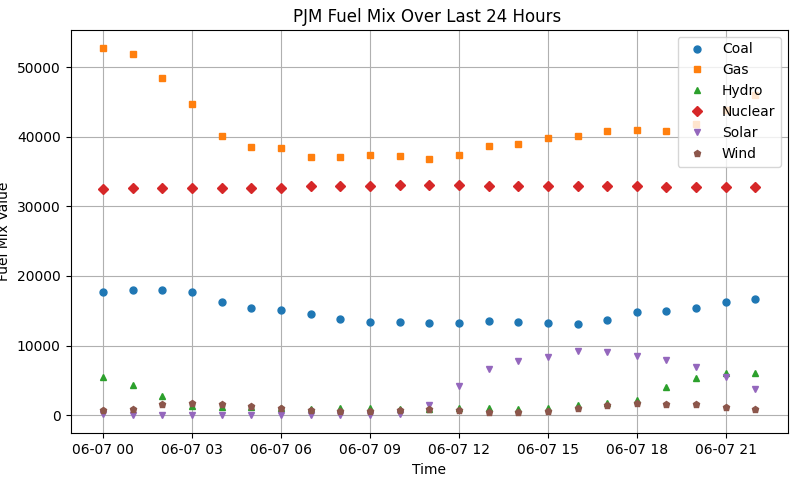 PJM Fuel Mix Over Last 24 Hours
Coal
Gas
Hydro
Nuclear
Solar
Wind
50000
40000
30000
20000
10000
0
Fuel Mix Value
06-07 00 06-07 03 06-07 06 06-07 09 06-07 12 06-07 15 06-07 18 06-07 21
Time